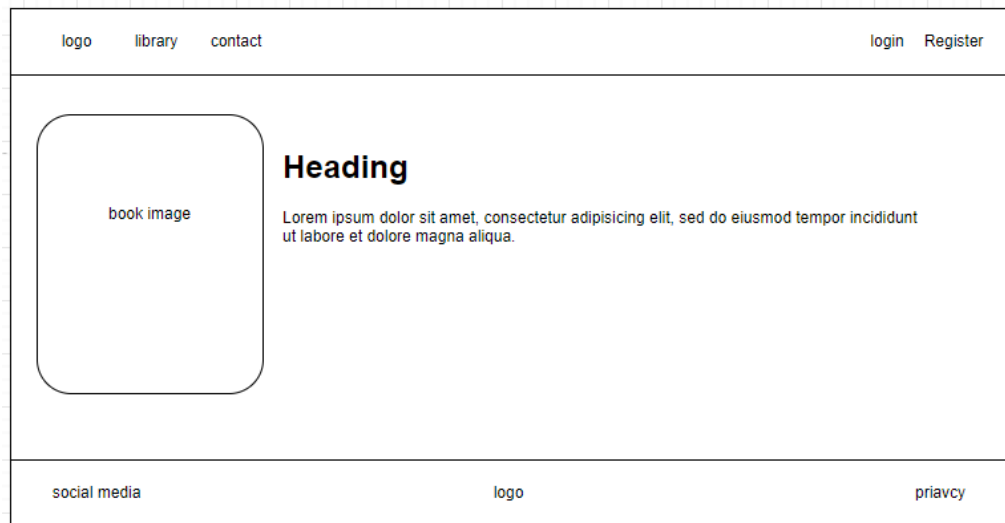 logo library contact login Register
Heading
book image
Lorem ipsum dolor sit amet, consectetur adipisicing elit, sed do eiusmod tempor incididunt
ut labore et dolore magna aliqua.
social media logo priavcy